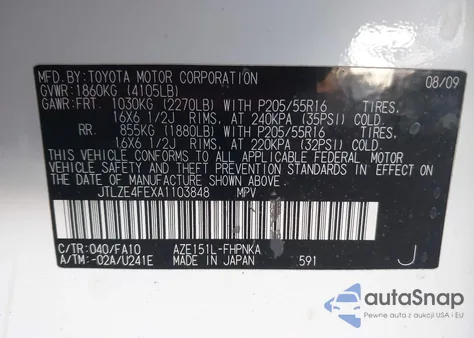 MFD.BY:TOYOTA MOTOR CORPORATION 08/09
GVWR:1860KG (4105LB)
GAWR:FRT. 1030KG (2270LB) WITH P205/55R16 TIRES,
16X6 1/2J RIMS, AT 240KPA (35PSI) COLD.
RR. 855KG (1880LB) WITH P205/55R16 TIRES,
16X6 1/2J RIMS, AT 220KPA (32PSI) COLD.
THIS VEHICLE CONFORMS TO ALL APPLICABLE FEDERAL MOTOR
VEHICLE SAFETY, BUMPER, AND THEFT PREVENTION
STANDARDS IN EFFECT ON THE
DATE OF MANUFACTURE SHOWN ABOVE.
JTLZE4FEXA1103848 MPV
C/TR:040/FA10 AZE151L-FHPNKA
A/TM:-02A/U241E MADE IN JAPAN 591 J
autoSnap
Pewne auta z aukcji USA i EU